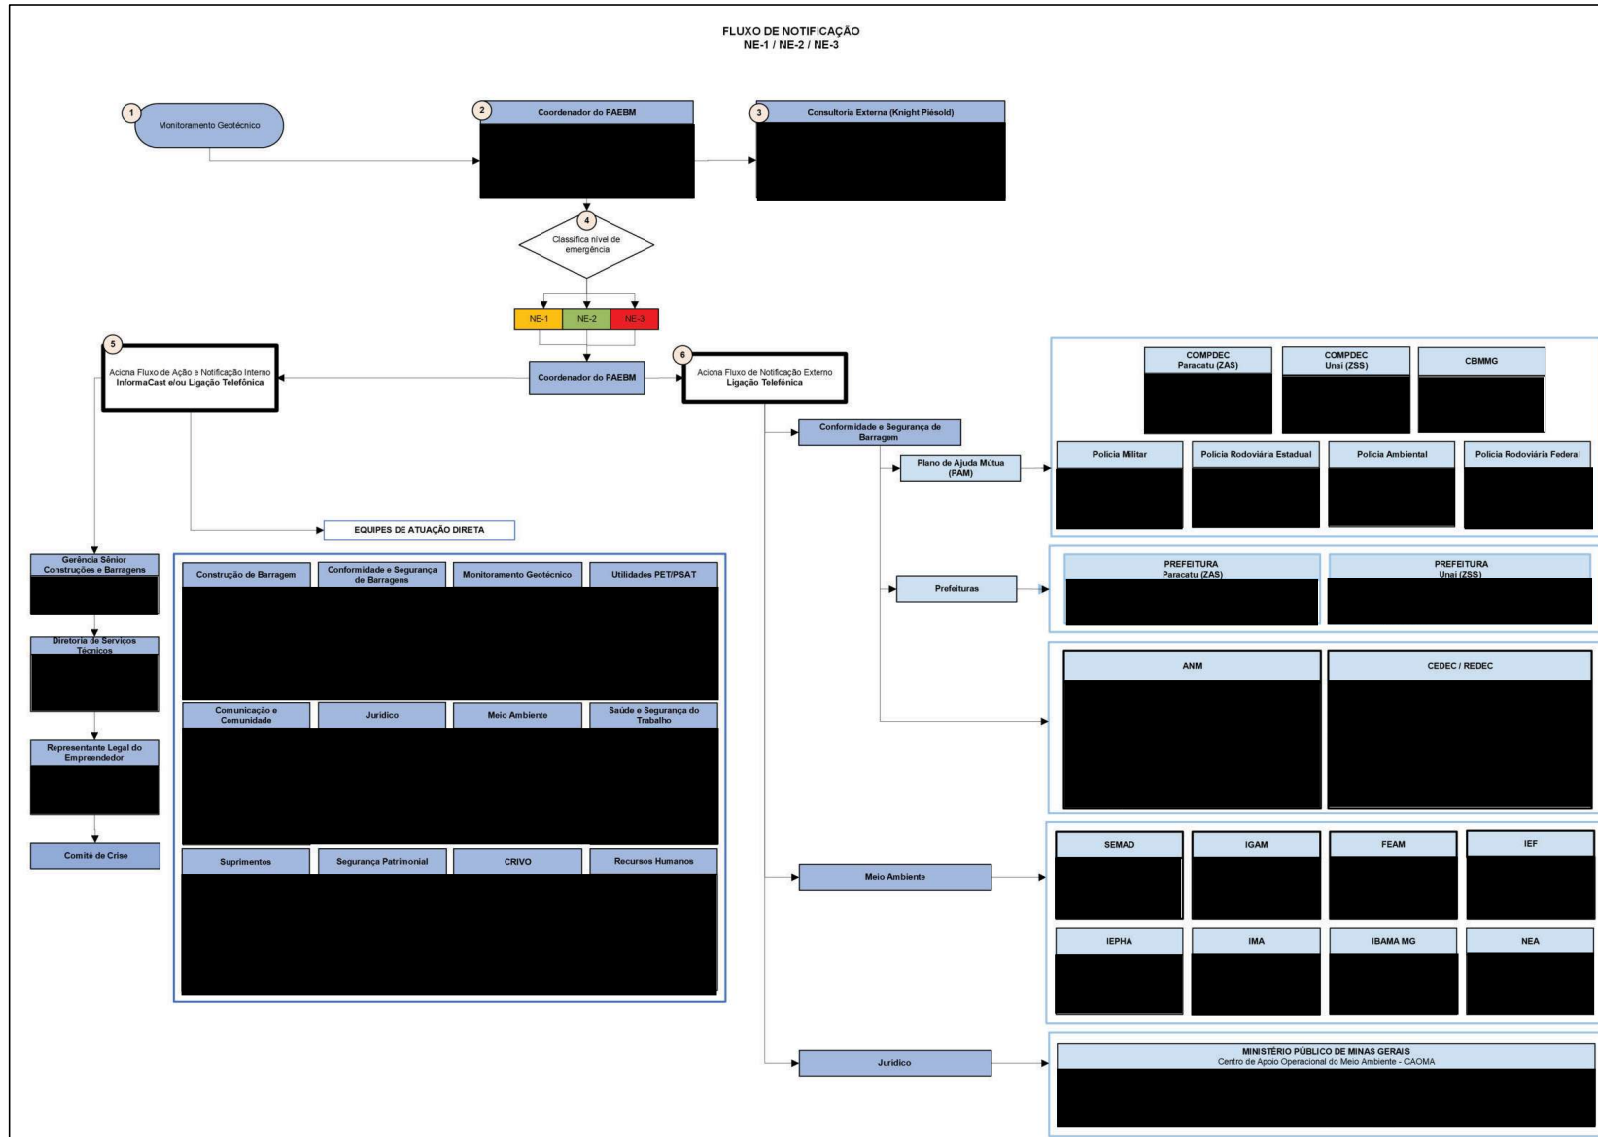 FLUXO DE NOTIFICAÇÃO
NE-1 / NE-2 / NE-3
1
Monitoramento Geotécnico
2
Coordenador do PAEBM
3
Consultoria Externa (Knight Piésold)
4
Classifica nível de
emergência
NE-1
NE-2
NE-3
Coordenador do PAEBM
5
Aciona Fluxo de Ação e Notificação Interno
InformaCast e/ou Ligação Telefônica
6
Aciona Fluxo de Notificação Externo
Ligação Telefônica
EQUIPES DE ATUAÇÃO DIRETA
Gerência Sênior
Construções e Barragens
Diretoria de Serviços
Técnicos
Representante Legal do
Empreendedor
Comitê de Crise
Construção de Barragem
Conformidade e Segurança
de Barragens
Monitoramento Geotécnico
Utilidades PET/PSAT
Comunicação e
Comunidade
Jurídico
Meio Ambiente
Saúde e Segurança do
Trabalho
Suprimentos
Segurança Patrimonial
CRIVO
Recursos Humanos
Conformidade e Segurança de
Barragem
Plano de Ajuda Mútua
(PAM)
COMPDEC
Paracatu (ZAS)
COMPDEC
Unaí (ZSS)
CBMMG
Policia Militar
Policia Rodoviária Estadual
Policia Ambiental
Policia Rodoviária Federal
Prefeituras
PREFEITURA
Paracatu (ZAS)
PREFEITURA
Unaí (ZSS)
ANM
CEDEC / REDEC
Meio Ambiente
SEMAD
IGAM
FEAM
IEF
IEPHA
IMA
IBAMA MG
NEA
Jurídico
MINISTÉRIO PÚBLICO DE MINAS GERAIS
Centro de Apoio Operacional do Meio Ambiente - CAOMA